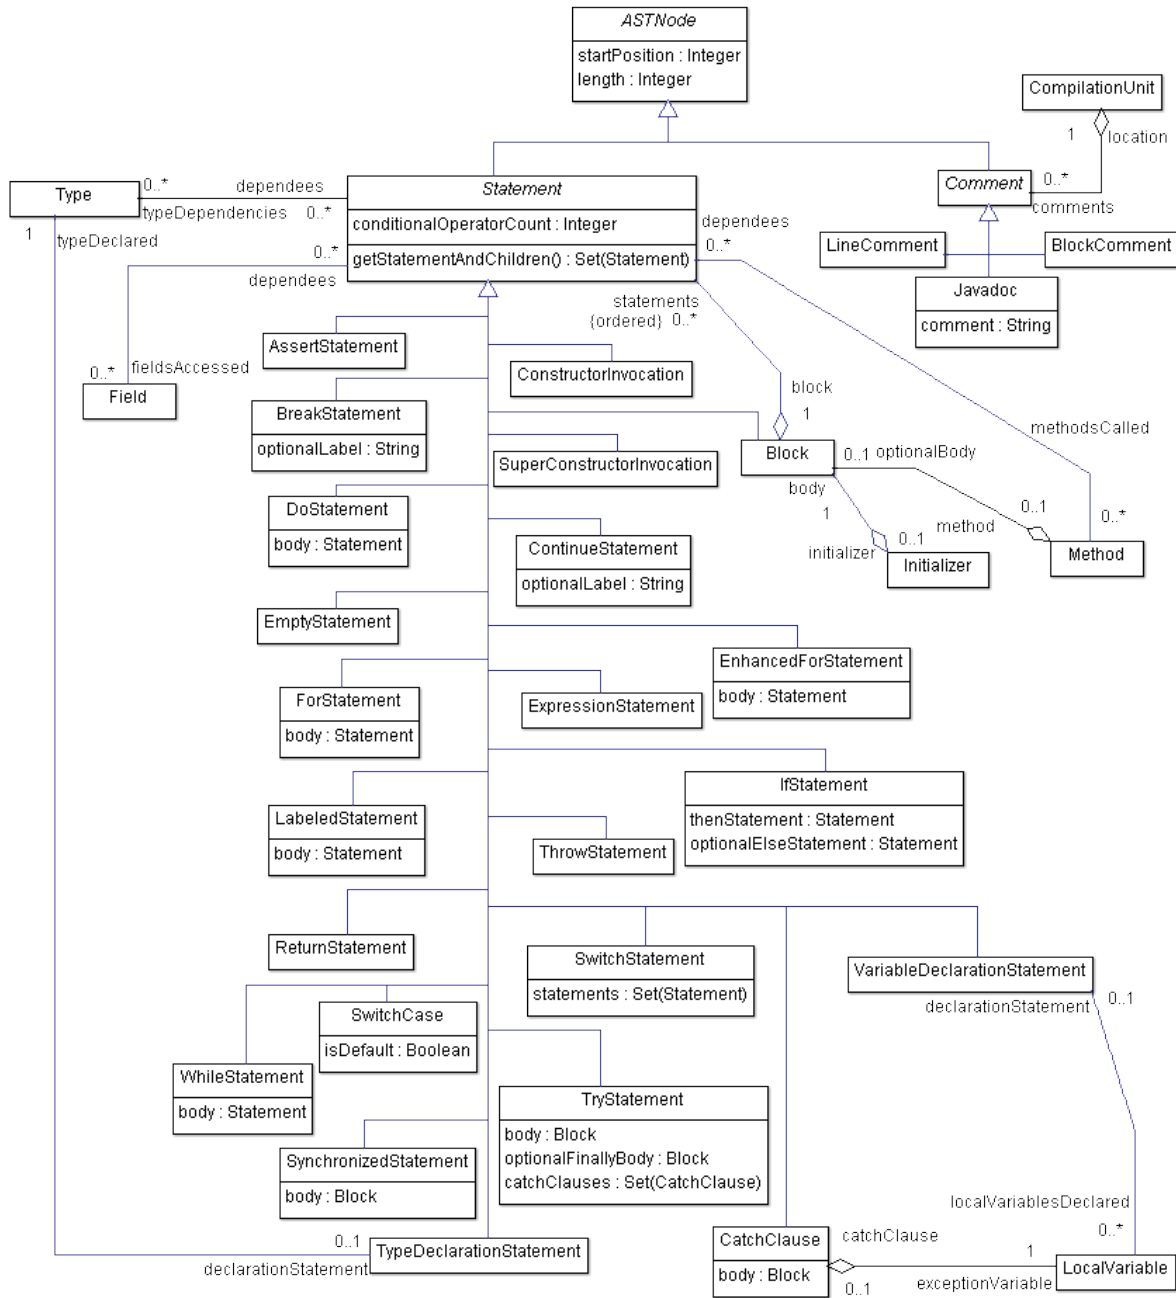 ASTNode
startPosition : Integer
length : Integer
CompilationUnit
1
location
Type
0..*
dependees
typeDependencies
0..*
1
typeDeclared
Statement
conditionalOperatorCount : Integer
getStatementAndChildren() : Set(Statement)
dependees
0..*
Comment
0..*
comments
LineComment
BlockComment
Javadoc
comment : String
0..*
dependees
statements
{ordered}
0..*
AssertStatement
ConstructorInvocation
0..*
fieldsAccessed
Field
block
1
BreakStatement
optionalLabel : String
methodsCalled
Block
0..1
optionalBody
SuperConstructorInvocation
body
1
DoStatement
body : Statement
0..1
method
0..*
ContinueStatement
optionalLabel : String
initializer
0..1
Initializer
Method
EmptyStatement
EnhancedForStatement
body : Statement
ForStatement
body : Statement
ExpressionStatement
IfStatement
thenStatement : Statement
optionalElseStatement : Statement
LabeledStatement
body : Statement
ThrowStatement
ReturnStatement
SwitchStatement
statements : Set(Statement)
VariableDeclarationStatement
declarationStatement
0..1
SwitchCase
isDefault : Boolean
WhileStatement
body : Statement
TryStatement
body : Block
optionalFinallyBody : Block
catchClauses : Set(CatchClause)
SynchronizedStatement
body : Block
localVariablesDeclared
0..*
0..1
declarationStatement
TypeDeclarationStatement
CatchClause
body : Block
catchClause
0..1
1
exceptionVariable
LocalVariable